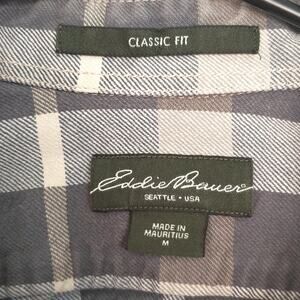 CLASSIC FIT
Eddie Bauer
SEATTLE • USA
MADE IN
MAURITIUS
M